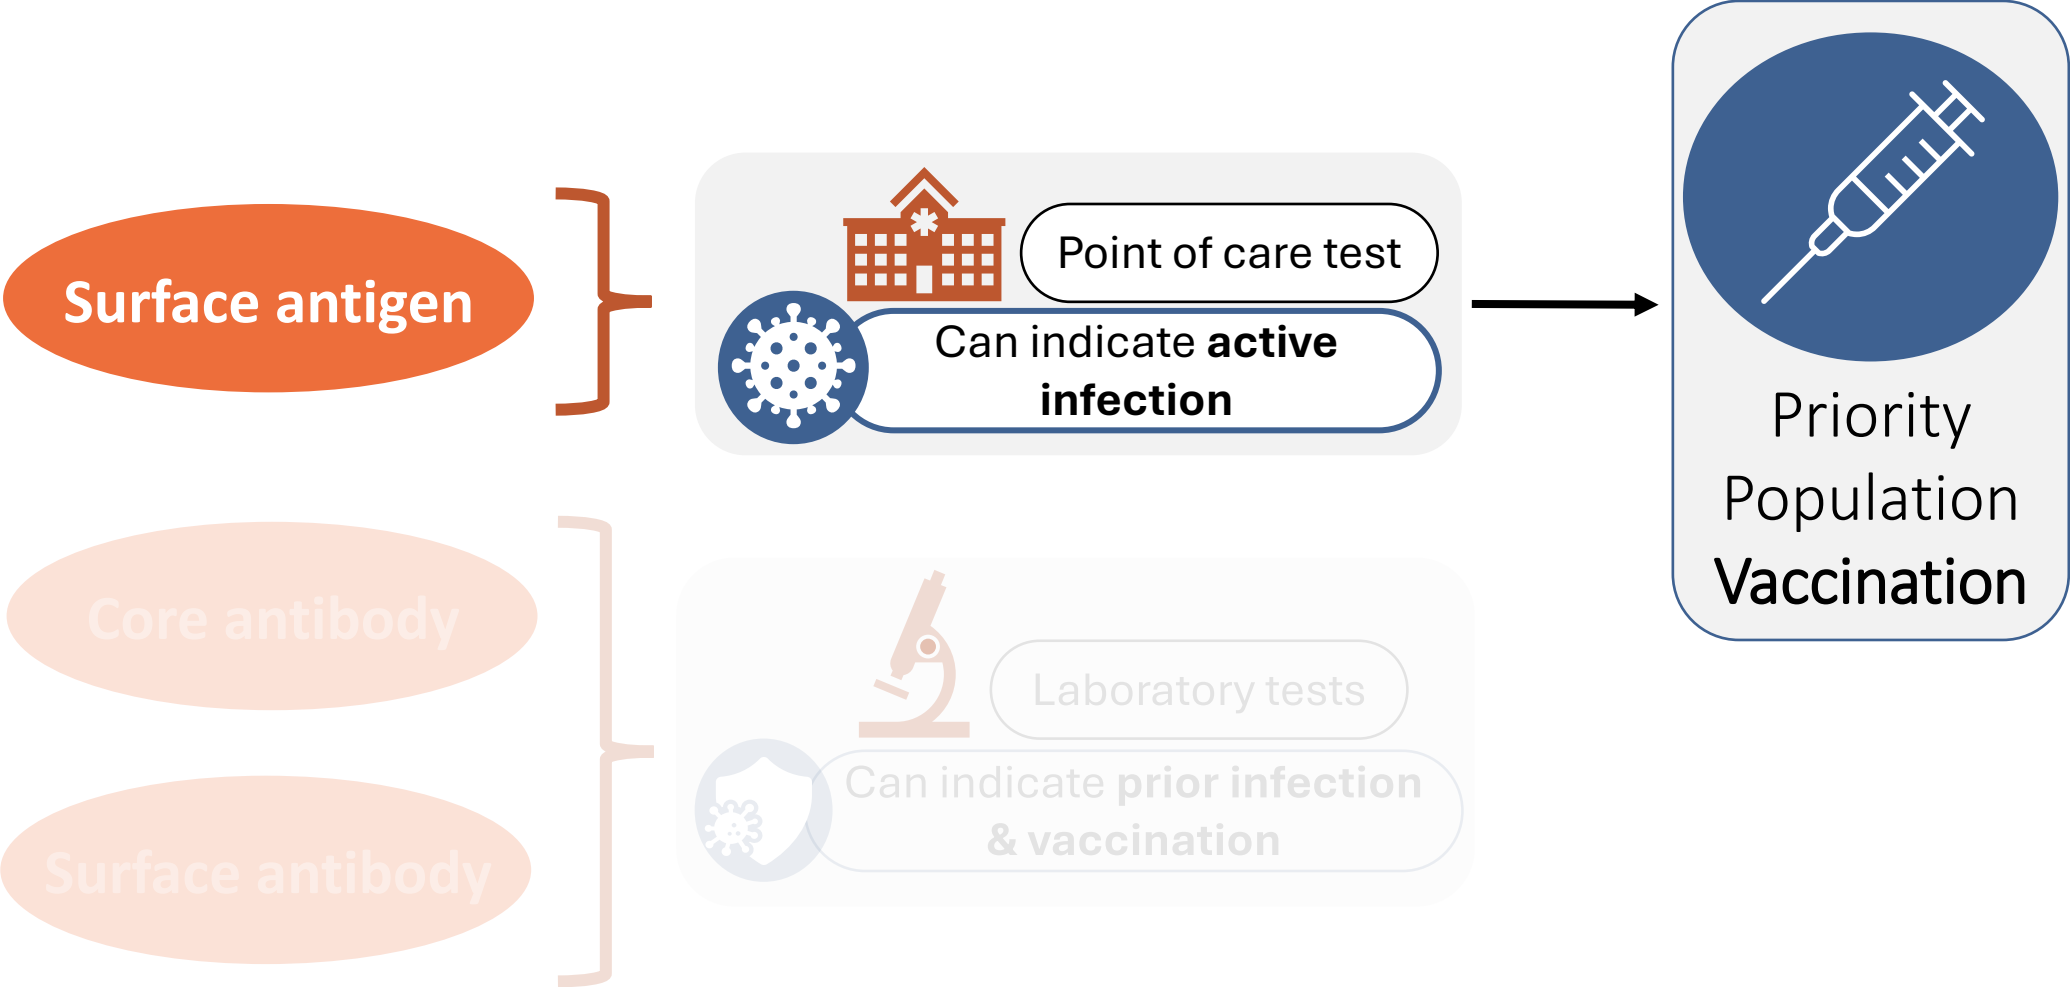 Surface antigen
Point of care test
Can indicate active
infection
Priority
Population
Vaccination
Core antibody
Surface antibody
Laboratory tests
Can indicate prior infection
& vaccination